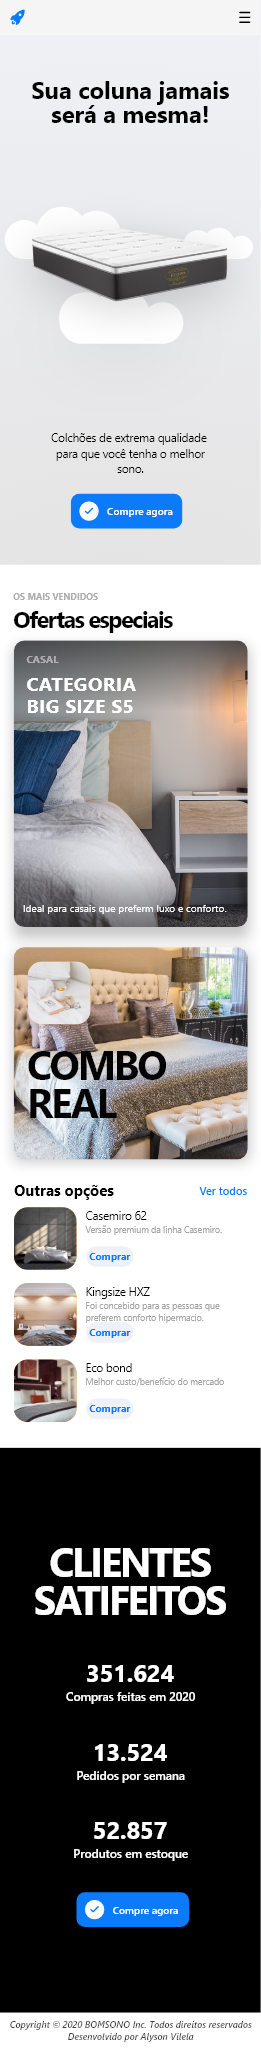 Sua coluna jamais
será a mesma!
Colchões de extrema qualidade
para que você tenha o melhor
sono.
Compre agora
OS MAIS VENDIDOS
Ofertas especiais
CASAL
CATEGORIA
BIG SIZE S5
Ideal para casais que preferm luxo e conforto.
COMBO
REAL
Outras opções
Ver todos
Casemiro 62
Versão premium da linha Casemiro.
Comprar
Kingsize HXZ
Foi concebido para as pessoas que
preferem conforto hipermacio.
Comprar
Eco bond
Melhor custo/benefício do mercado
Comprar
CLIENTES
SATIFEITOS
351.624
Compras feitas em 2020
13.524
Pedidos por semana
52.857
Produtos em estoque
Compre agora
Copyright © 2020 BOMSONO Inc. Todos direitos reservados
Desenvolvido por Alyson Vilela